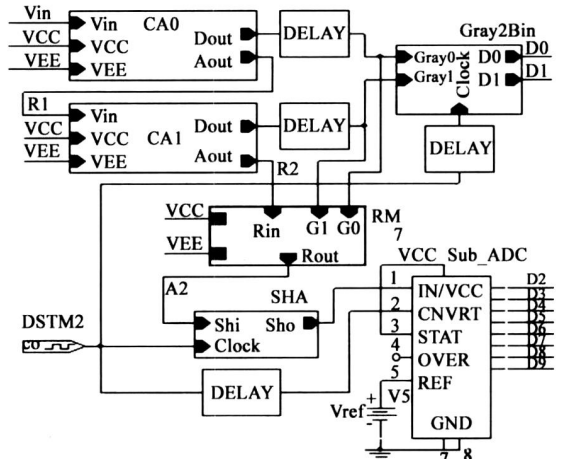 Vin
VCC
VEE
Vin
VCC
VEE
CA0
Dout
Aout
DELAY
Gray2Bin
Gray0
Gray1
Clock
D0
D1
D0
D1
R1
VCC
VEE
Vin
VCC
VEE
CA1
Dout
Aout
DELAY
R2
DELAY
VCC
VEE
Rin
G1
G0
RM
7
Rout
A2
SHA
Shi
Sho
Clock
DSTM2
DELAY
VCC
Sub_ADC
1
2
3
4
5
IN/VCC
CNVRT
STAT
OVER
REF
GND
D2
D3
D4
D5
D6
D7
D8
D9
V5
Vref
+
-
7
8